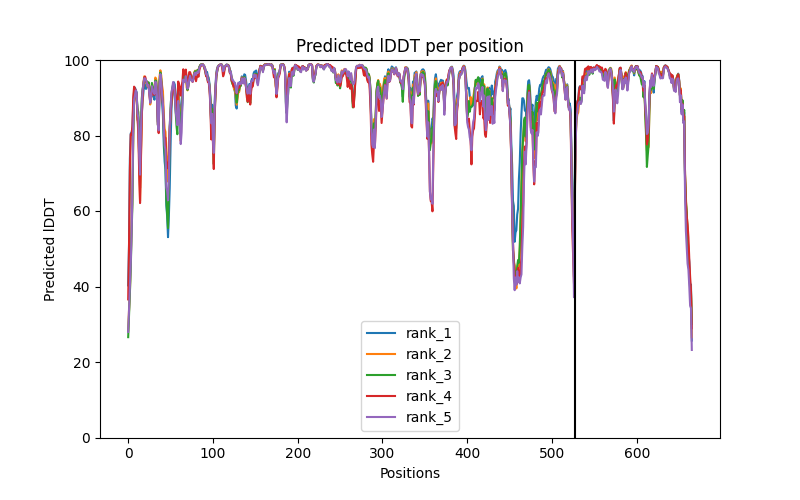 Predicted lDDT per position
100
80
60
40
20
0
Predicted lDDT
rank_1
rank_2
rank_3
rank_4
rank_5
0 100 200 300 400 500 600
Positions